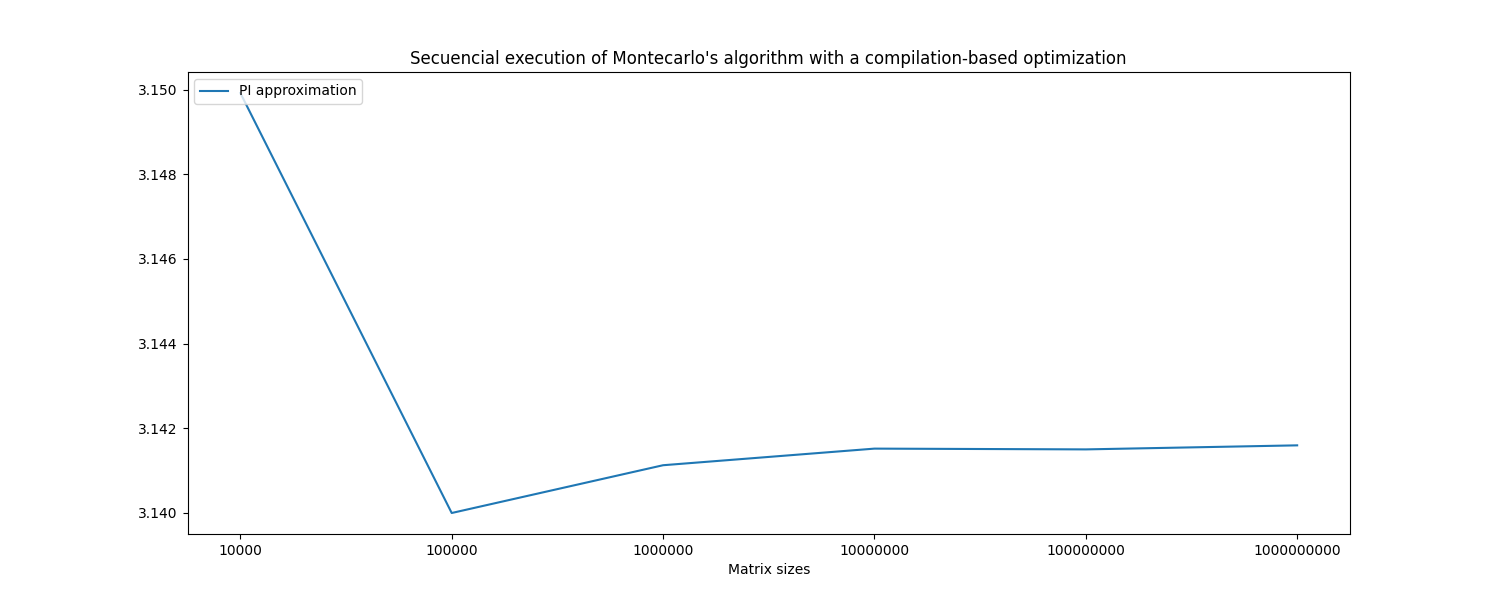 Secuencial execution of Montecarlo's algorithm with a compilation-based optimization
PI approximation
3.150
3.148
3.146
3.144
3.142
3.140
10000 100000 1000000 10000000 100000000 1000000000
Matrix sizes